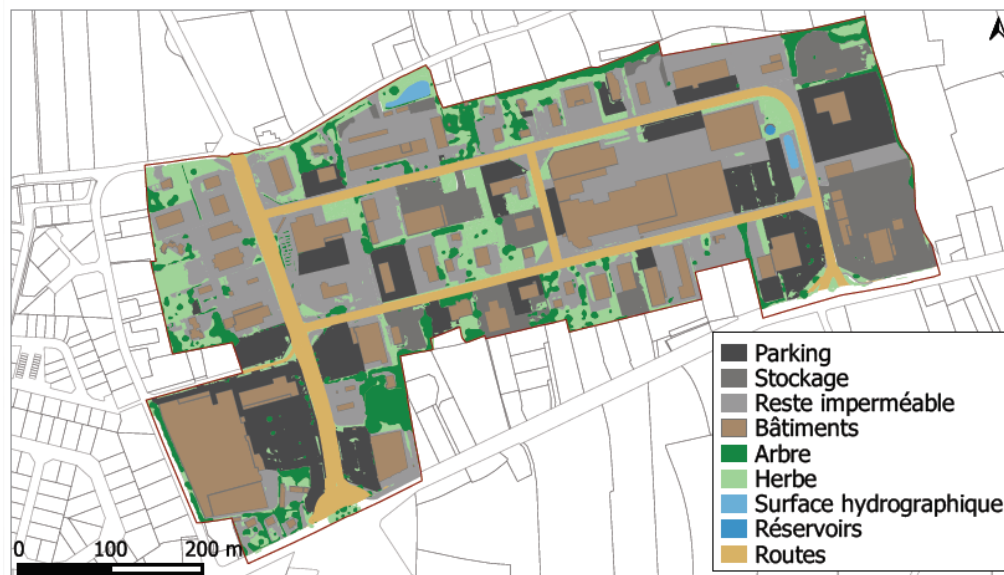 Parking
Stockage
Reste imperméable
Bâtiments
Arbre
Herbe
Surface hydrographique
Réservoirs
Routes
0 100 200 m